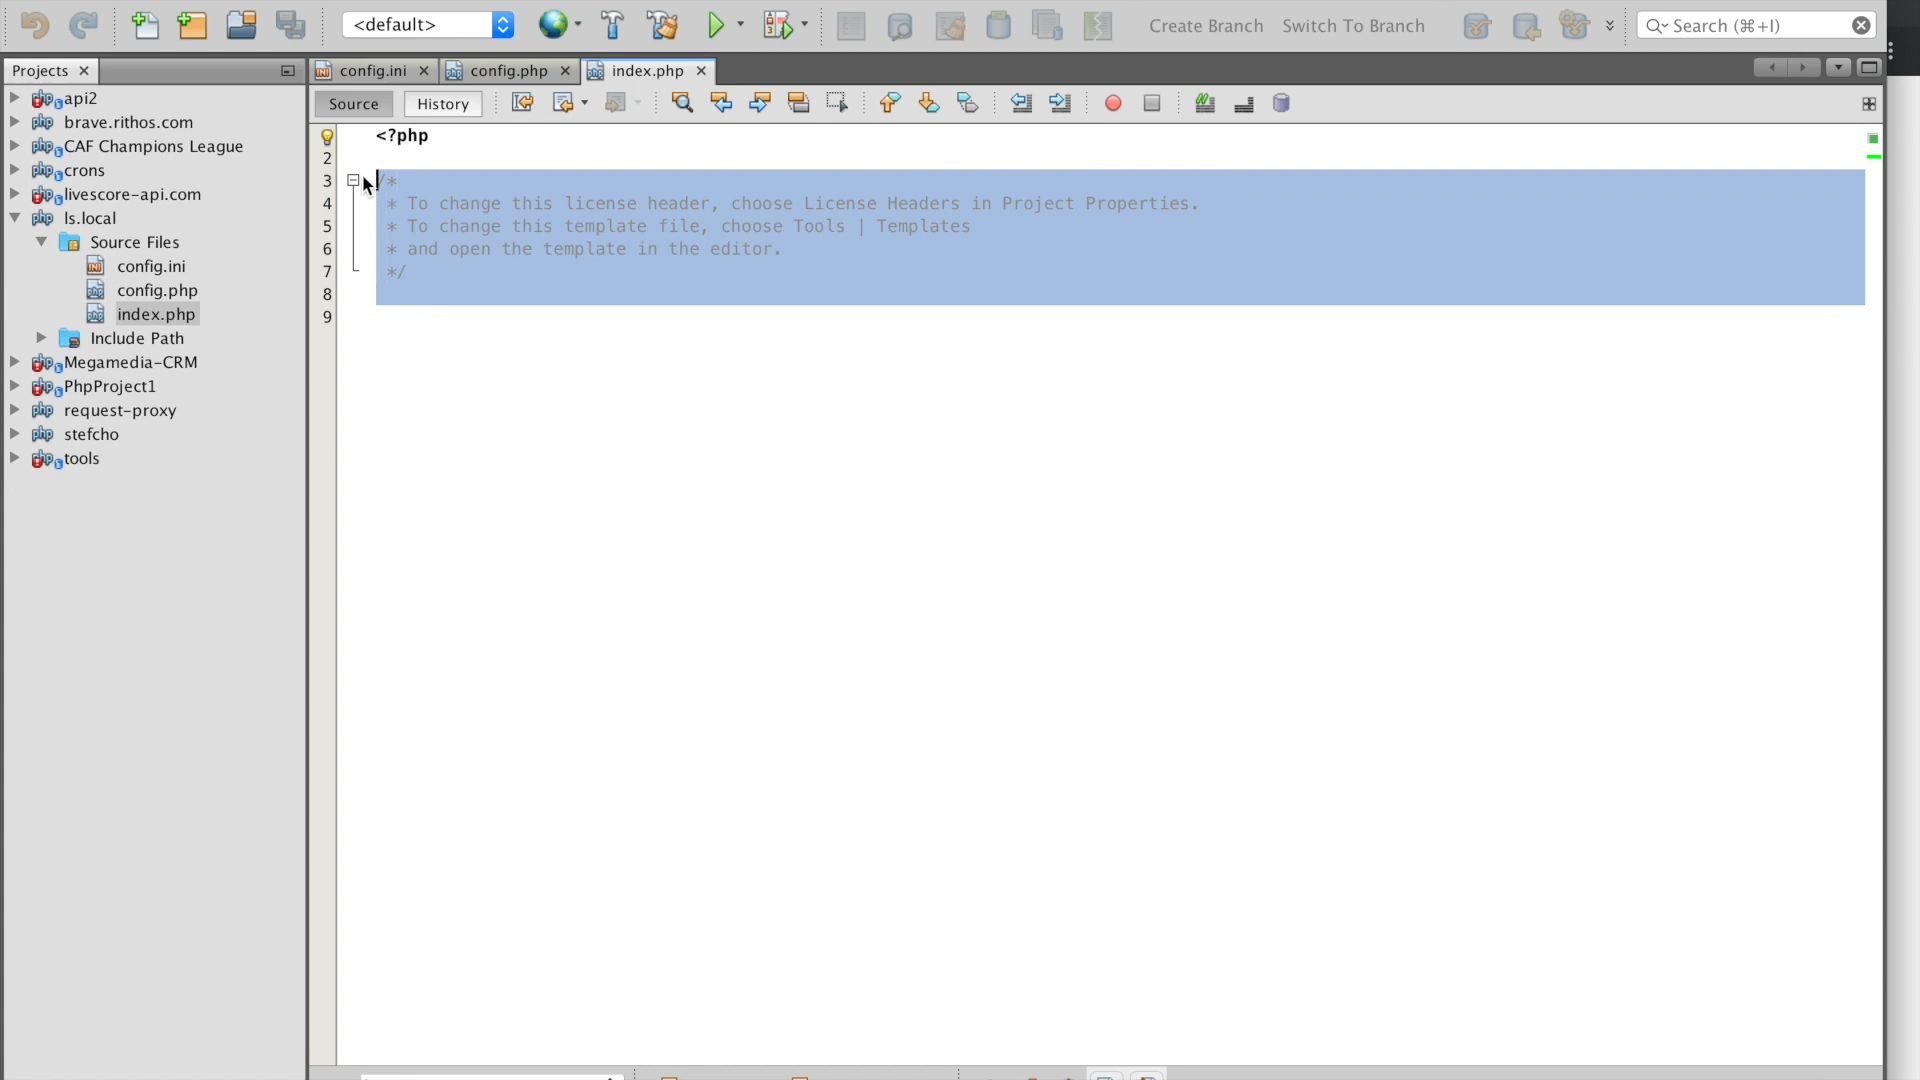 <default>
Create Branch Switch To Branch
Search (⌘+I)
Projects
config.ini
config.php
index.php
Source
History
api2
brave.rithos.com
CAF Champions League
crons
livescore-api.com
ls.local
Source Files
config.ini
config.php
index.php
Include Path
Megamedia-CRM
PhpProject1
request-proxy
stefcho
tools
<?php
2
3 /*
4 * To change this license header, choose License Headers in Project Properties.
5 * To change this template file, choose Tools | Templates
6 * and open the template in the editor.
7 */
8
9